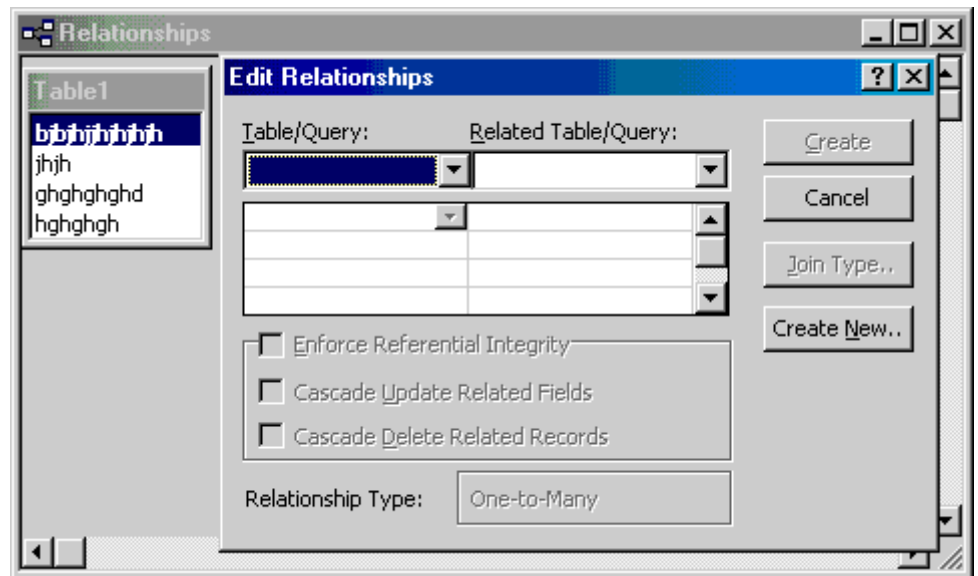 Relationships
Table1
bjbjhjjhjhjhjh
jhjh
ghghghghd
hghghgh
Edit Relationships
Table/Query:
Related Table/Query:
Create
Cancel
Join Type..
Create New..
Enforce Referential Integrity
Cascade Update Related Fields
Cascade Delete Related Records
Relationship Type:
One-to-Many